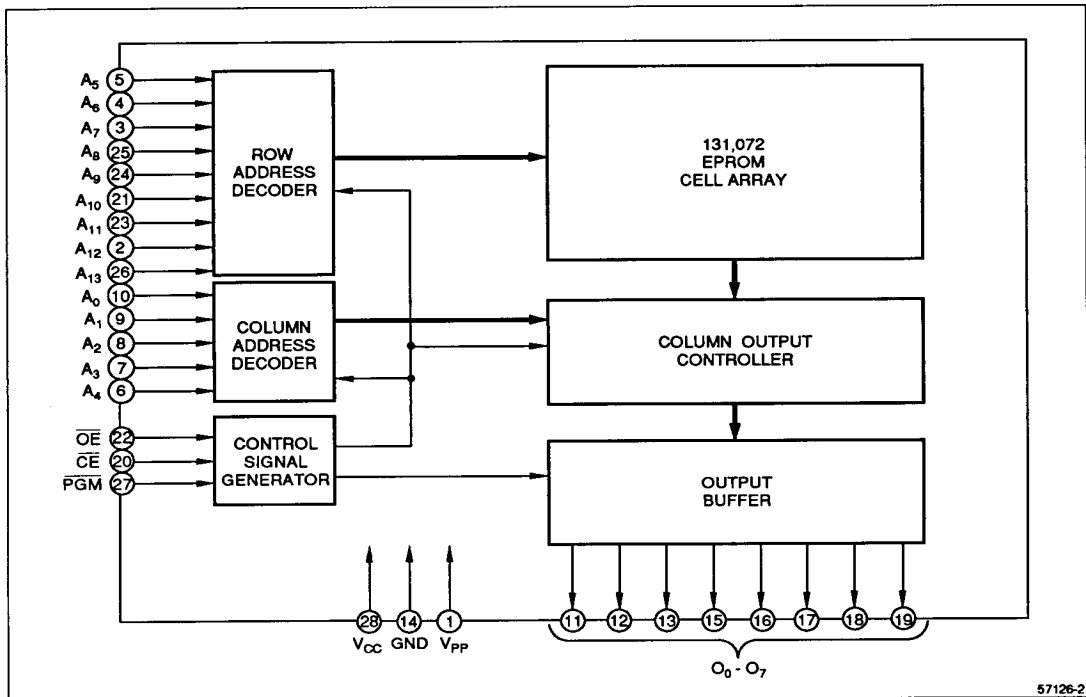 A5 5
A6 4
A7 3
A8 25
A9 24
A10 21
A11 23
A12 2
A13 26
A0 10
A1 9
A2 8
A3 7
A4 6
OE 22
CE 20
PGM 27
ROW
ADDRESS
DECODER
COLUMN
ADDRESS
DECODER
CONTROL
SIGNAL
GENERATOR
131,072
EPROM
CELL ARRAY
COLUMN OUTPUT
CONTROLLER
OUTPUT
BUFFER
28 14 1
VCC GND VPP
11 12 13 15 16 17 18 19
O0 - O7
57126-2